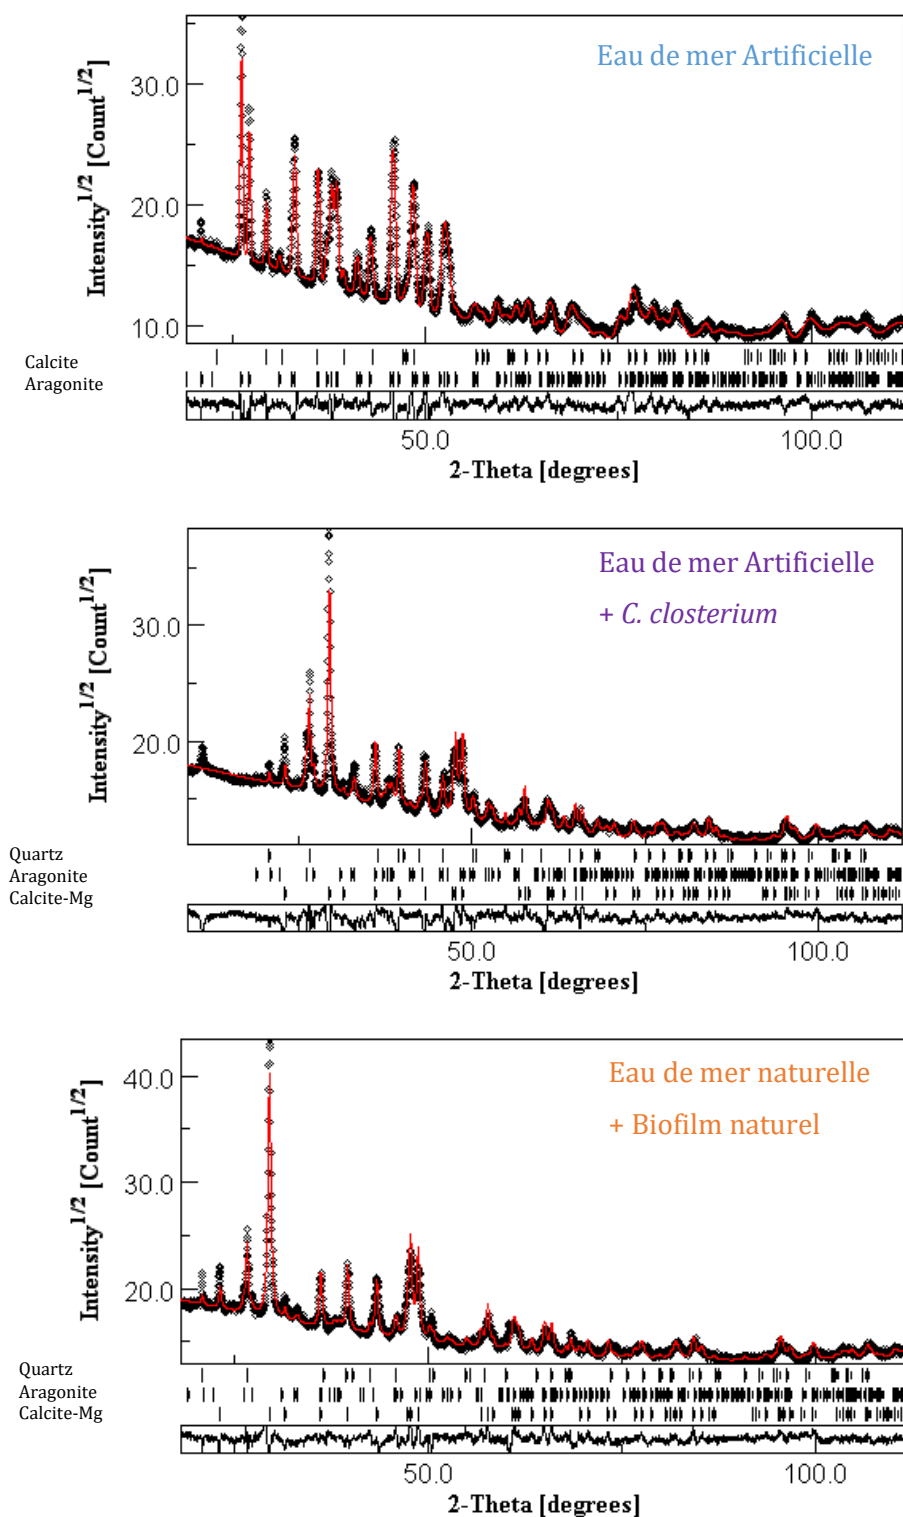 Eau de mer Artificielle
Intensity^1/2 [Count^1/2]
30.0
20.0
10.0
Calcite
Aragonite
50.0
100.0
2-Theta [degrees]
Eau de mer Artificielle
+ C. closterium
Intensity^1/2 [Count^1/2]
30.0
20.0
Quartz
Aragonite
Calcite-Mg
50.0
100.0
2-Theta [degrees]
Eau de mer naturelle
+ Biofilm naturel
Intensity^1/2 [Count^1/2]
40.0
30.0
20.0
Quartz
Aragonite
Calcite-Mg
50.0
100.0
2-Theta [degrees]